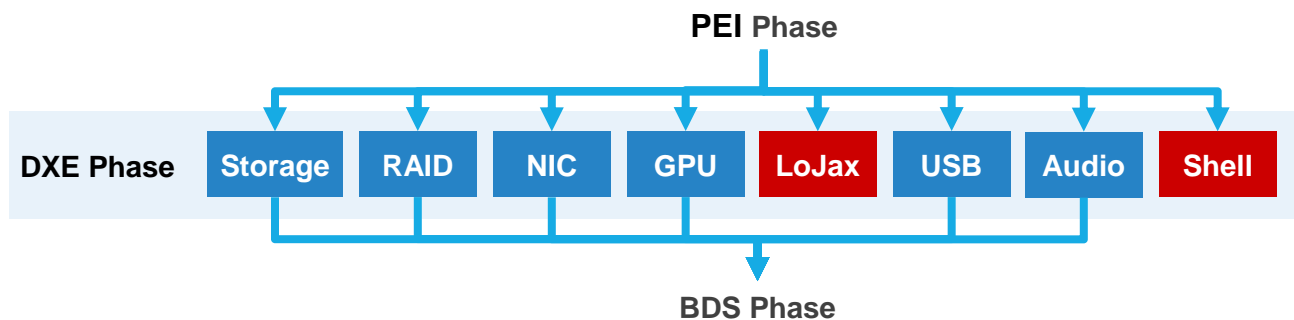 PEI Phase
DXE Phase Storage RAID NIC GPU LoJax USB Audio Shell
BDS Phase